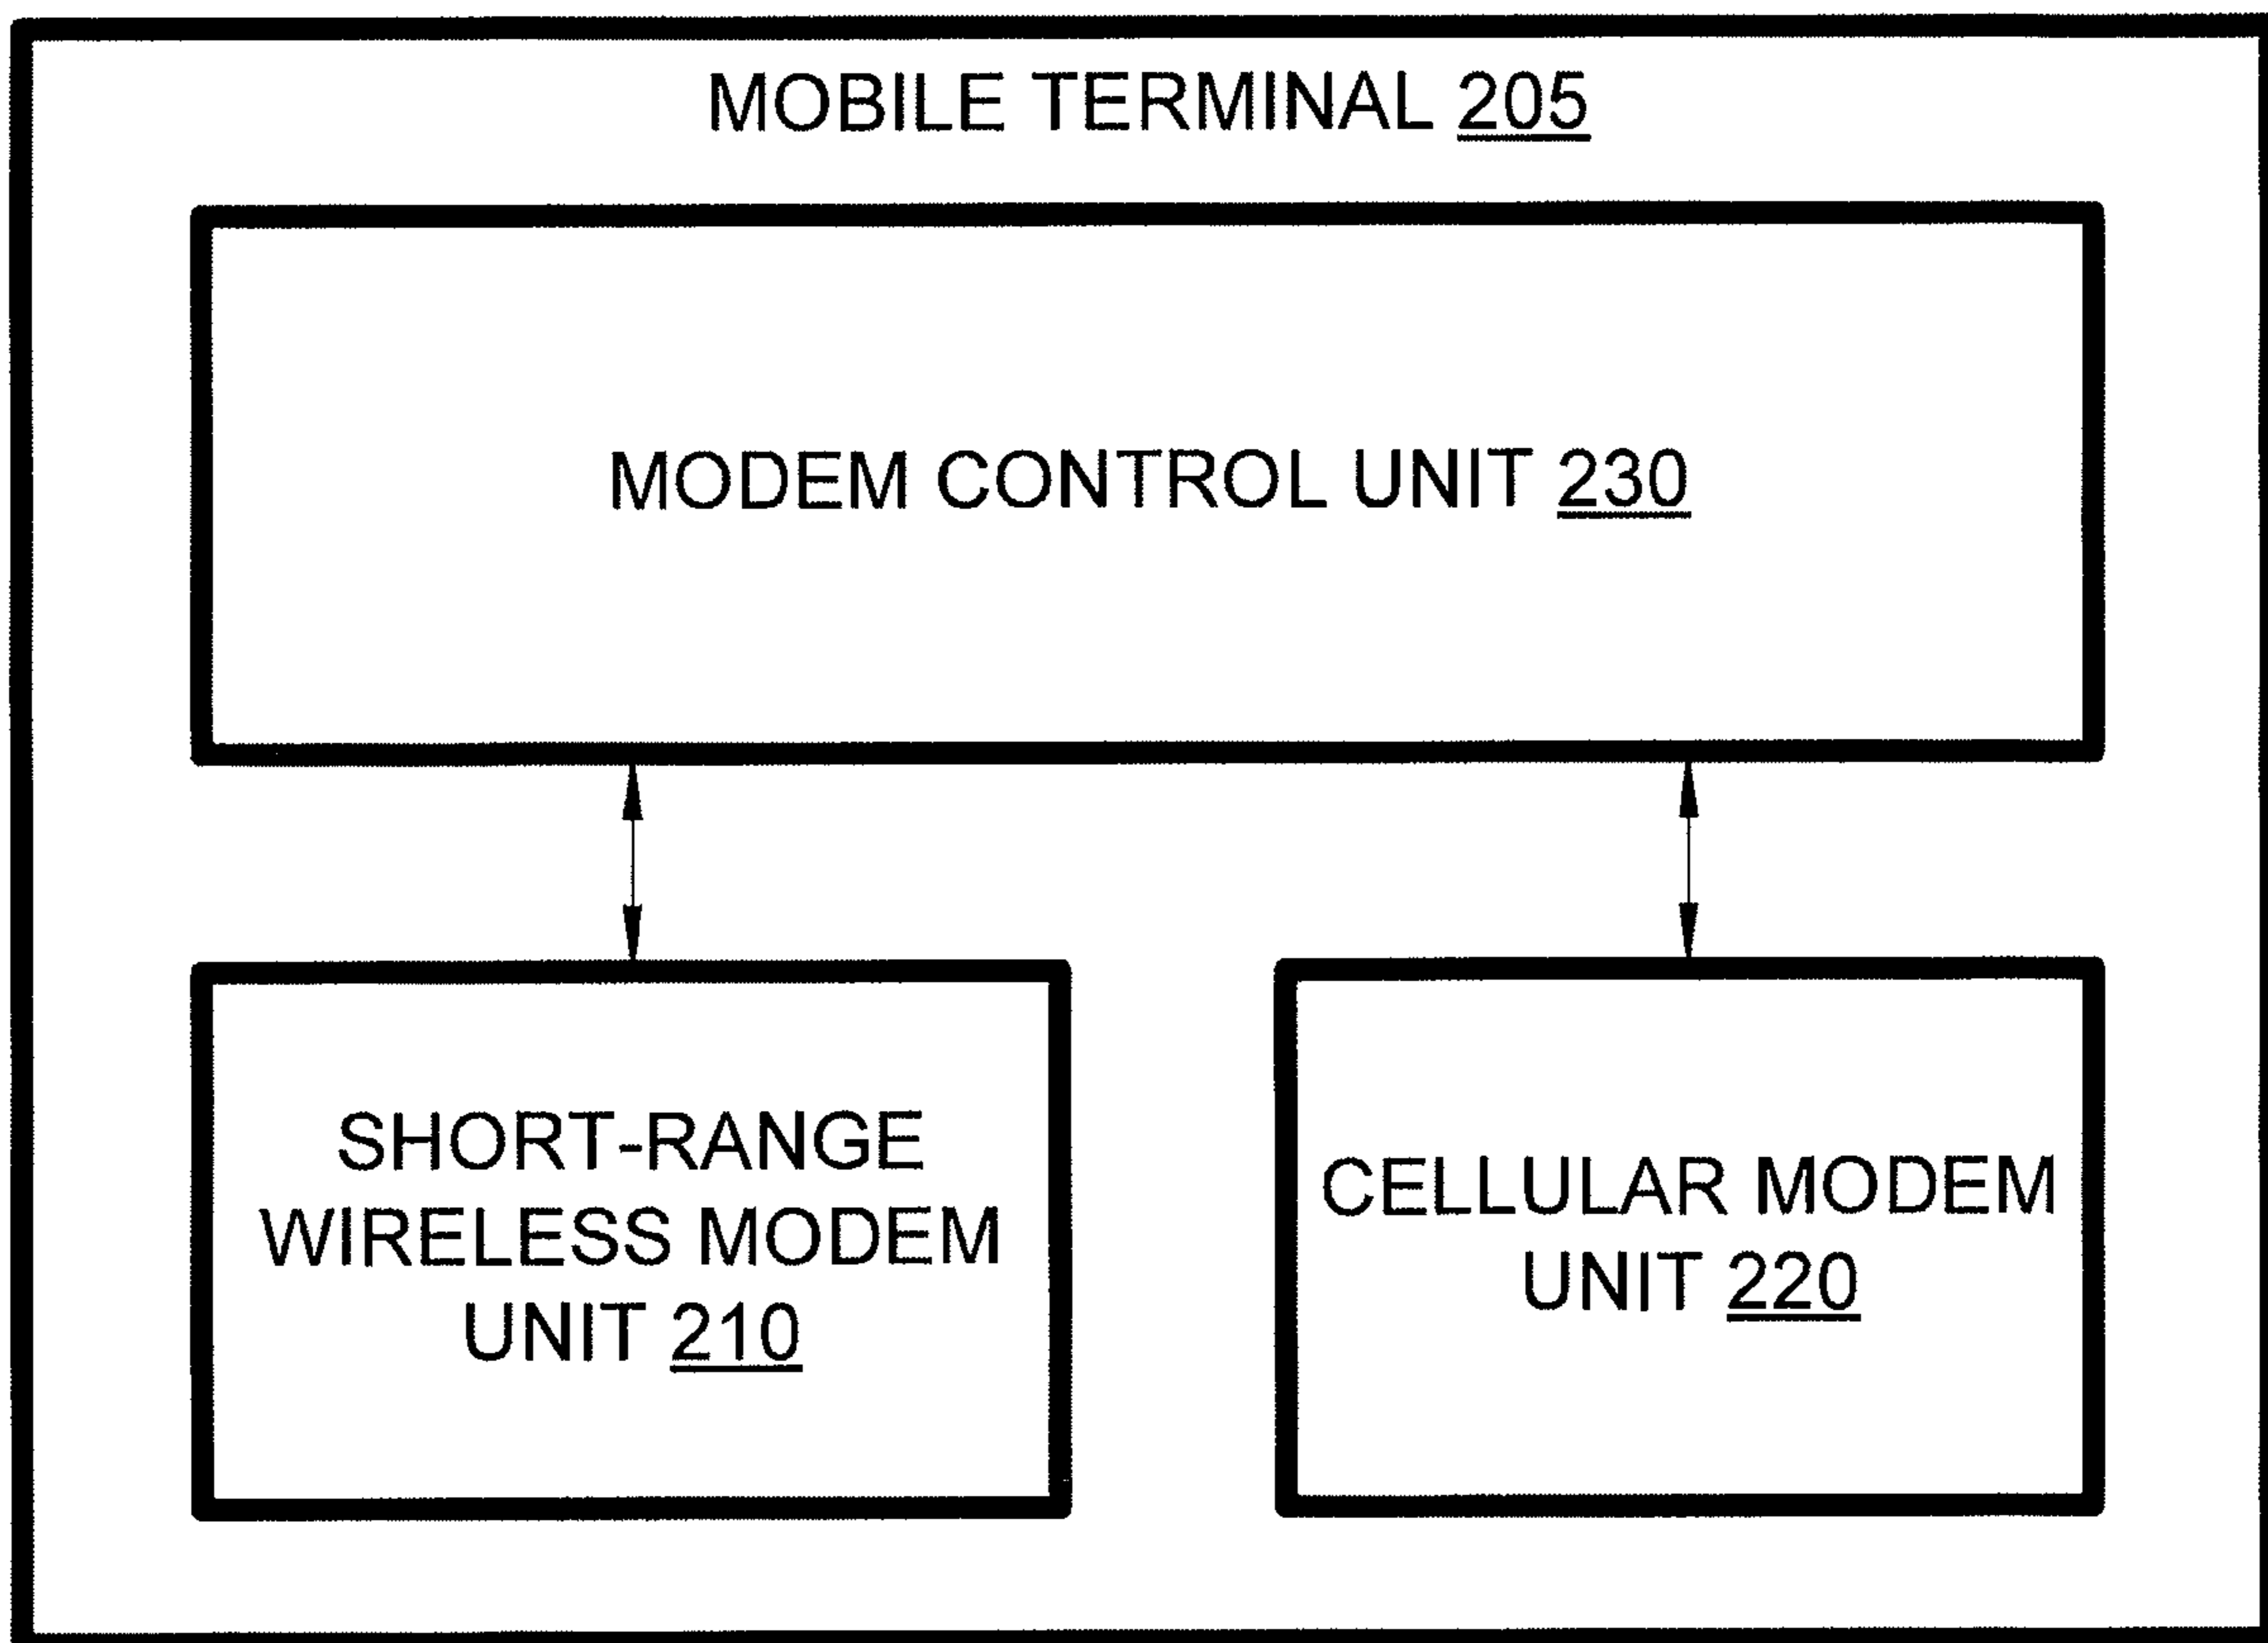 MOBILE TERMINAL 205
MODEM CONTROL UNIT 230
SHORT-RANGE
WIRELESS MODEM
UNIT 210
CELLULAR MODEM
UNIT 220